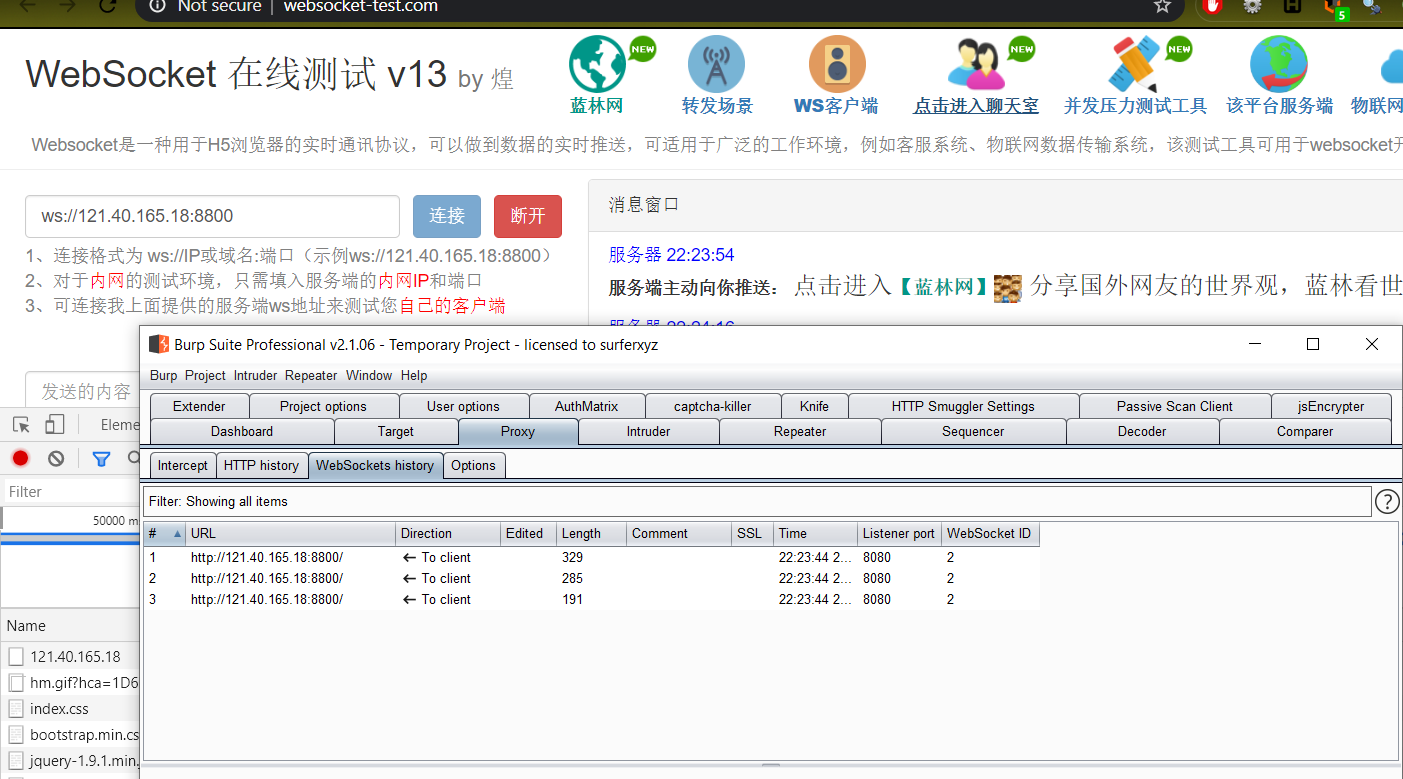 Not secure | websocket-test.com
5
WebSocket 在线测试 v13 by 煌
NEW NEW NEW
蓝林网 转发场景 WS客户端 点击进入聊天室 并发压力测试工具 该平台服务端 物联网
Websocket是一种用于H5浏览器的实时通讯协议，可以做到数据的实时推送，可适用于广泛的工作环境，例如客服系统、物联网数据传输系统，该测试工具可用于websocket开
ws://121.40.165.18:8800 连接 断开
1、连接格式为 ws://IP或域名:端口（示例ws://121.40.165.18:8800）
2、对于内网的测试环境，只需填入服务端的内网IP和端口
3、可连接我上面提供的服务端ws地址来测试您自己的客户端
发送的内容
消息窗口
服务器 22:23:54
服务端主动向你推送： 点击进入【蓝林网】 分享国外网友的世界观，蓝林看世
服务器 22:24:16
Eleme
Filter
50000 m
Name
121.40.165.18
hm.gif?hca=1D6
index.css
bootstrap.min.cs
jquery-1.9.1.min.
Burp Suite Professional v2.1.06 - Temporary Project - licensed to surferxyz
Burp Project Intruder Repeater Window Help
Extender Project options User options AuthMatrix captcha-killer Knife HTTP Smuggler Settings Passive Scan Client jsEncrypter
Dashboard Target Proxy Intruder Repeater Sequencer Decoder Comparer
Intercept HTTP history WebSockets history Options
Filter: Showing all items ?
# URL Direction Edited Length Comment SSL Time Listener port WebSocket ID
1 http://121.40.165.18:8800/ ← To client 329 22:23:44 2... 8080 2
2 http://121.40.165.18:8800/ ← To client 285 22:23:44 2... 8080 2
3 http://121.40.165.18:8800/ ← To client 191 22:23:44 2... 8080 2